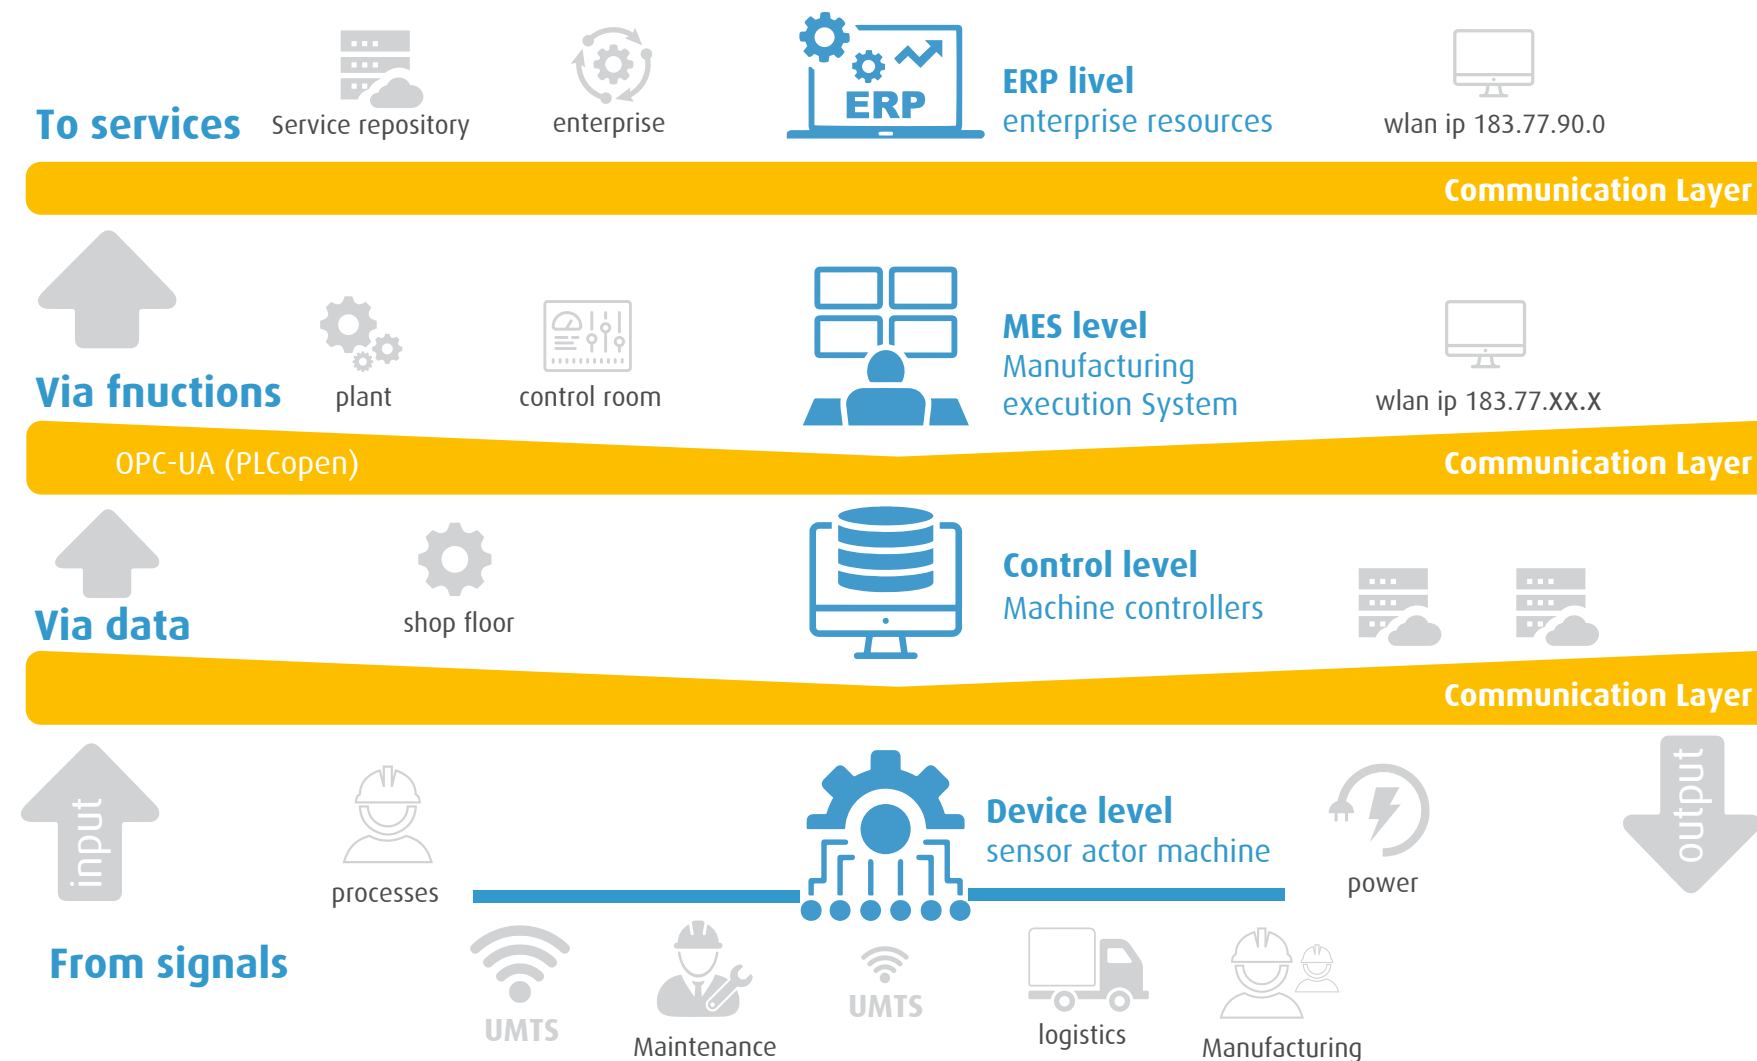 To services
Service repository
enterprise
ERP
ERP livel
enterprise resources
wlan ip 183.77.90.0
Communication Layer
Via fnuctions
plant
control room
MES level
Manufacturing
execution System
wlan ip 183.77.XX.X
OPC-UA (PLCopen)
Communication Layer
Via data
shop floor
Control level
Machine controllers
Communication Layer
input
processes
Device level
sensor actor machine
power
output
From signals
UMTS
Maintenance
UMTS
logistics
Manufacturing